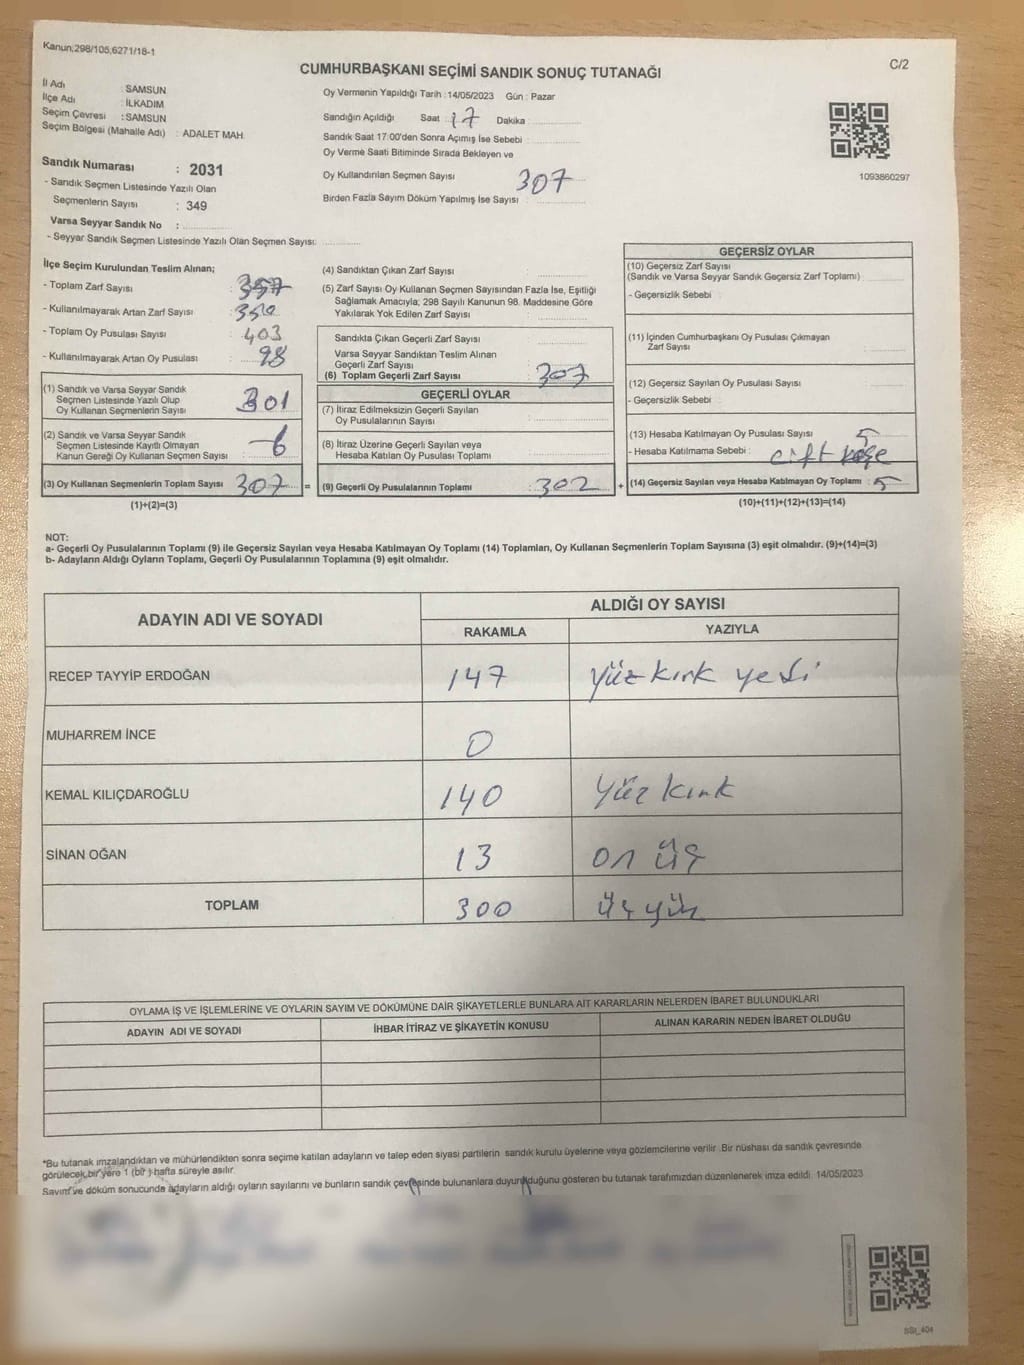 Kanun;298/105,6271/18-1
C/2
CUMHURBAŞKANI SEÇİMİ SANDIK SONUÇ TUTANAĞI
İl Adı : SAMSUN
İlçe Adı : İLKADIM
Seçim Çevresi : SAMSUN
Seçim Bölgesi (Mahalle Adı) : ADALET MAH.
Sandık Numarası : 2031
- Sandık Seçmen Listesinde Yazılı Olan
Seçmenlerin Sayısı : 349
Varsa Seyyar Sandık No :
- Seyyar Sandık Seçmen Listesinde Yazılı Olan Seçmen Sayısı:
Oy Vermenin Yapıldığı Tarih : 14/05/2023 Gün : Pazar
Sandığın Açıldığı Saat : 17 Dakika :
Sandık Saat 17:00'den Sonra Açımış İse Sebebi :
Oy Verme Saati Bitiminde Sırada Bekleyen ve
Oy Kullandırılan Seçmen Sayısı 307
Birden Fazla Sayım Döküm Yapılmış İse Sayısı :
1093860297
İlçe Seçim Kurulundan Teslim Alınan;
- Toplam Zarf Sayısı :
- Kullanılmayarak Artan Zarf Sayısı :
- Toplam Oy Pusulası Sayısı : 403
- Kullanılmayarak Artan Oy Pusulası : 98
(1) Sandık ve Varsa Seyyar Sandık
Seçmen Listesinde Yazılı Olup
Oy Kullanan Seçmenlerin Sayısı : 301
(2) Sandık ve Varsa Seyyar Sandık
Seçmen Listesinde Kayıtlı Olmayan
Kanun Gereği Oy Kullanan Seçmen Sayısı : 6
(3) Oy Kullanan Seçmenlerin Toplam Sayısı : 307 =
(1)+(2)=(3)
(4) Sandıktan Çıkan Zarf Sayısı :
(5) Zarf Sayısı Oy Kullanan Seçmen Sayısından Fazla İse, Eşitliği
Sağlamak Amacıyla; 298 Sayılı Kanunun 98. Maddesine Göre
Yakılarak Yok Edilen Zarf Sayısı :
Sandıkla Çıkan Geçerli Zarf Sayısı :
Varsa Seyyar Sandıktan Teslim Alınan
Geçerli Zarf Sayısı :
(6) Toplam Geçerli Zarf Sayısı : 307
GEÇERLİ OYLAR
(7) İtiraz Edilmeksizin Geçerli Sayılan
Oy Pusulalarının Sayısı :
(8) İtiraz Üzerine Geçerli Sayılan veya
Hesaba Katılan Oy Pusulası Toplamı :
(9) Geçerli Oy Pusulalarının Toplamı : 302 +
GEÇERSİZ OYLAR
(10) Geçersiz Zarf Sayısı
(Sandık ve Varsa Seyyar Sandık Geçersiz Zarf Toplamı) :
- Geçersizlik Sebebi :
(11) İçinden Cumhurbaşkanı Oy Pusulası Çıkmayan
Zarf Sayısı :
(12) Geçersiz Sayılan Oy Pusulası Sayısı :
- Geçersizlik Sebebi :
(13) Hesaba Katılmayan Oy Pusulası Sayısı : 5
- Hesaba Katılmama Sebebi : çift kaşe
(14) Geçersiz Sayılan veya Hesaba Katılmayan Oy Toplamı : 5
(10)+(11)+(12)+(13)=(14)
NOT:
a- Geçerli Oy Pusulalarının Toplamı (9) ile Geçersiz Sayılan veya Hesaba Katılmayan Oy Toplamı (14) Toplamları, Oy Kullanan Seçmenlerin Toplam Sayısına (3) eşit olmalıdır. (9)+(14)=(3)
b- Adayların Aldığı Oyların Toplamı, Geçerli Oy Pusulalarının Toplamına (9) eşit olmalıdır.
ADAYIN ADI VE SOYADI
ALDIĞI OY SAYISI
RAKAMLA YAZIYLA
RECEP TAYYİP ERDOĞAN 147 Yüz kırk yedi
MUHARREM İNCE 0
KEMAL KILIÇDAROĞLU 140 Yüz kırk
SİNAN OĞAN 13 on üç
TOPLAM 300 üç yüz
OYLAMA İŞ VE İŞLEMLERİNE VE OYLARIN SAYIM VE DÖKÜMÜNE DAİR ŞİKAYETLERLE BUNLARA AİT KARARLARIN NELERDEN İBARET BULUNDUKLARI
ADAYIN ADI VE SOYADI İHBAR İTİRAZ VE ŞİKAYETİN KONUSU ALINAN KARARIN NEDEN İBARET OLDUĞU
*Bu tutanak imzalandıktan ve mühürlendikten sonra seçime katılan adayların ve talep eden siyasi partilerin sandık kurulu üyelerine veya gözlemcilerine verilir. Bir nüshası da sandık çevresinde
görülecek bir yere 1 (bir) hafta süreyle asılır.
Sayım ve döküm sonucunda adayların aldığı oyların sayılarını ve bunların sandık çevresinde bulunanlara duyurulduğunu gösteren bu tutanak tarafımızdan düzenlenerek imza edildi. 14/05/2023
SSt_404